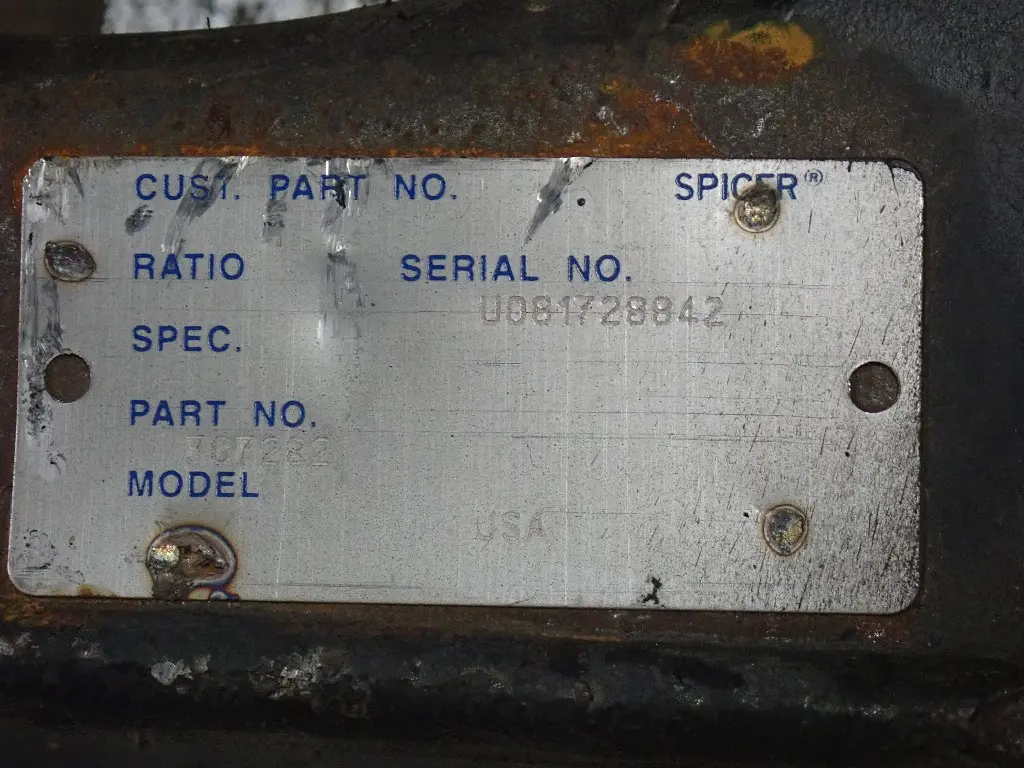 CUST. PART NO. SPICER®
RATIO SERIAL NO.
U081728842
SPEC.
PART NO.
MODEL
USA